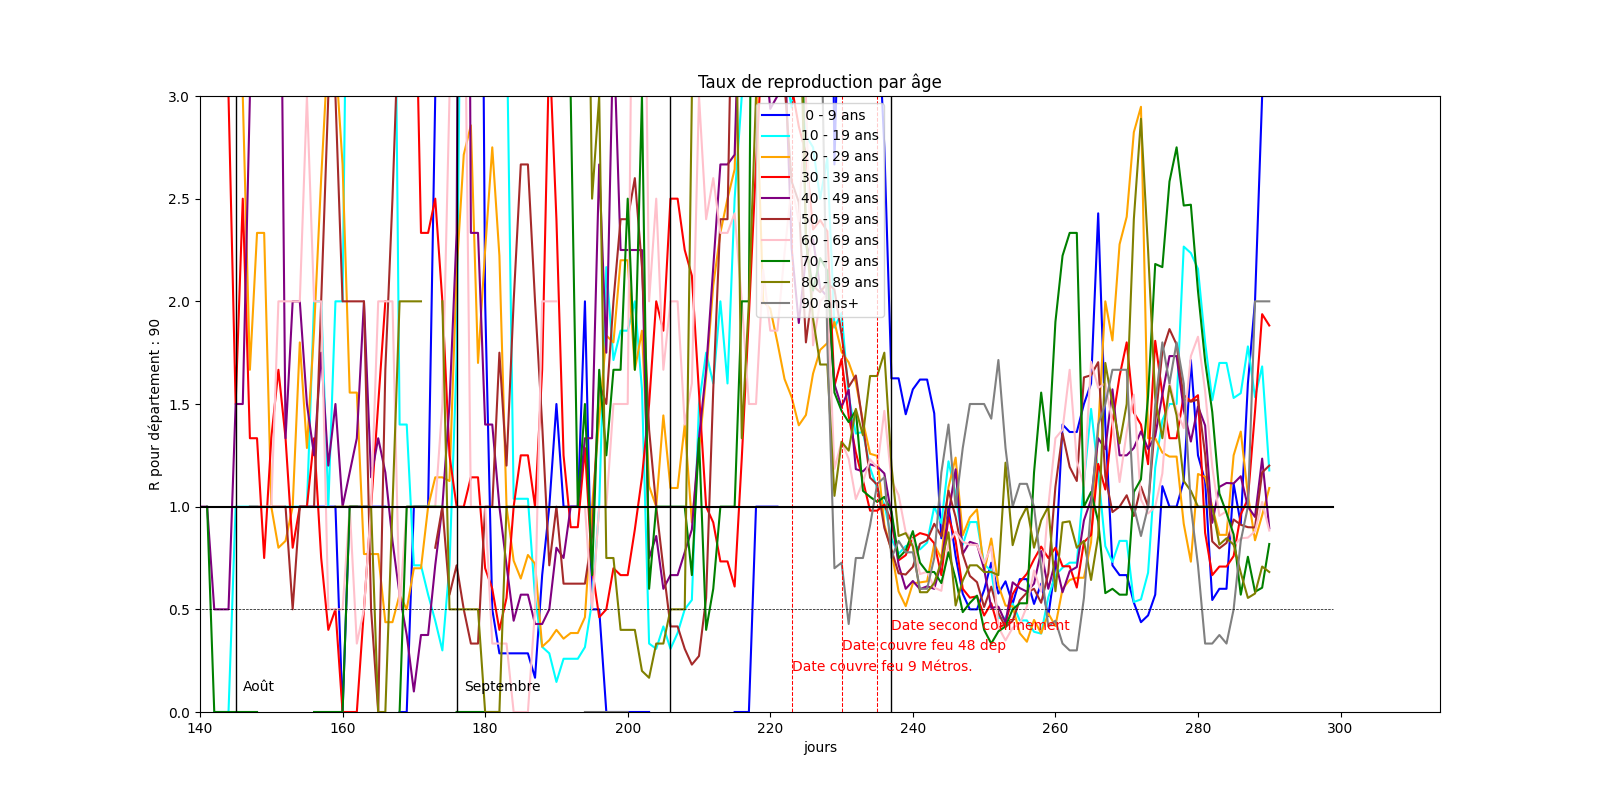 Taux de reproduction par âge
R pour département : 90
3.0
2.5
2.0
1.5
1.0
0.5
0.0
0 - 9 ans
10 - 19 ans
20 - 29 ans
30 - 39 ans
40 - 49 ans
50 - 59 ans
60 - 69 ans
70 - 79 ans
80 - 89 ans
90 ans+
Date second confinement
Date couvre feu 48 dep
Date couvre feu 9 Métros.
Août
Septembre
140 160 180 200 220 240 260 280 300
jours